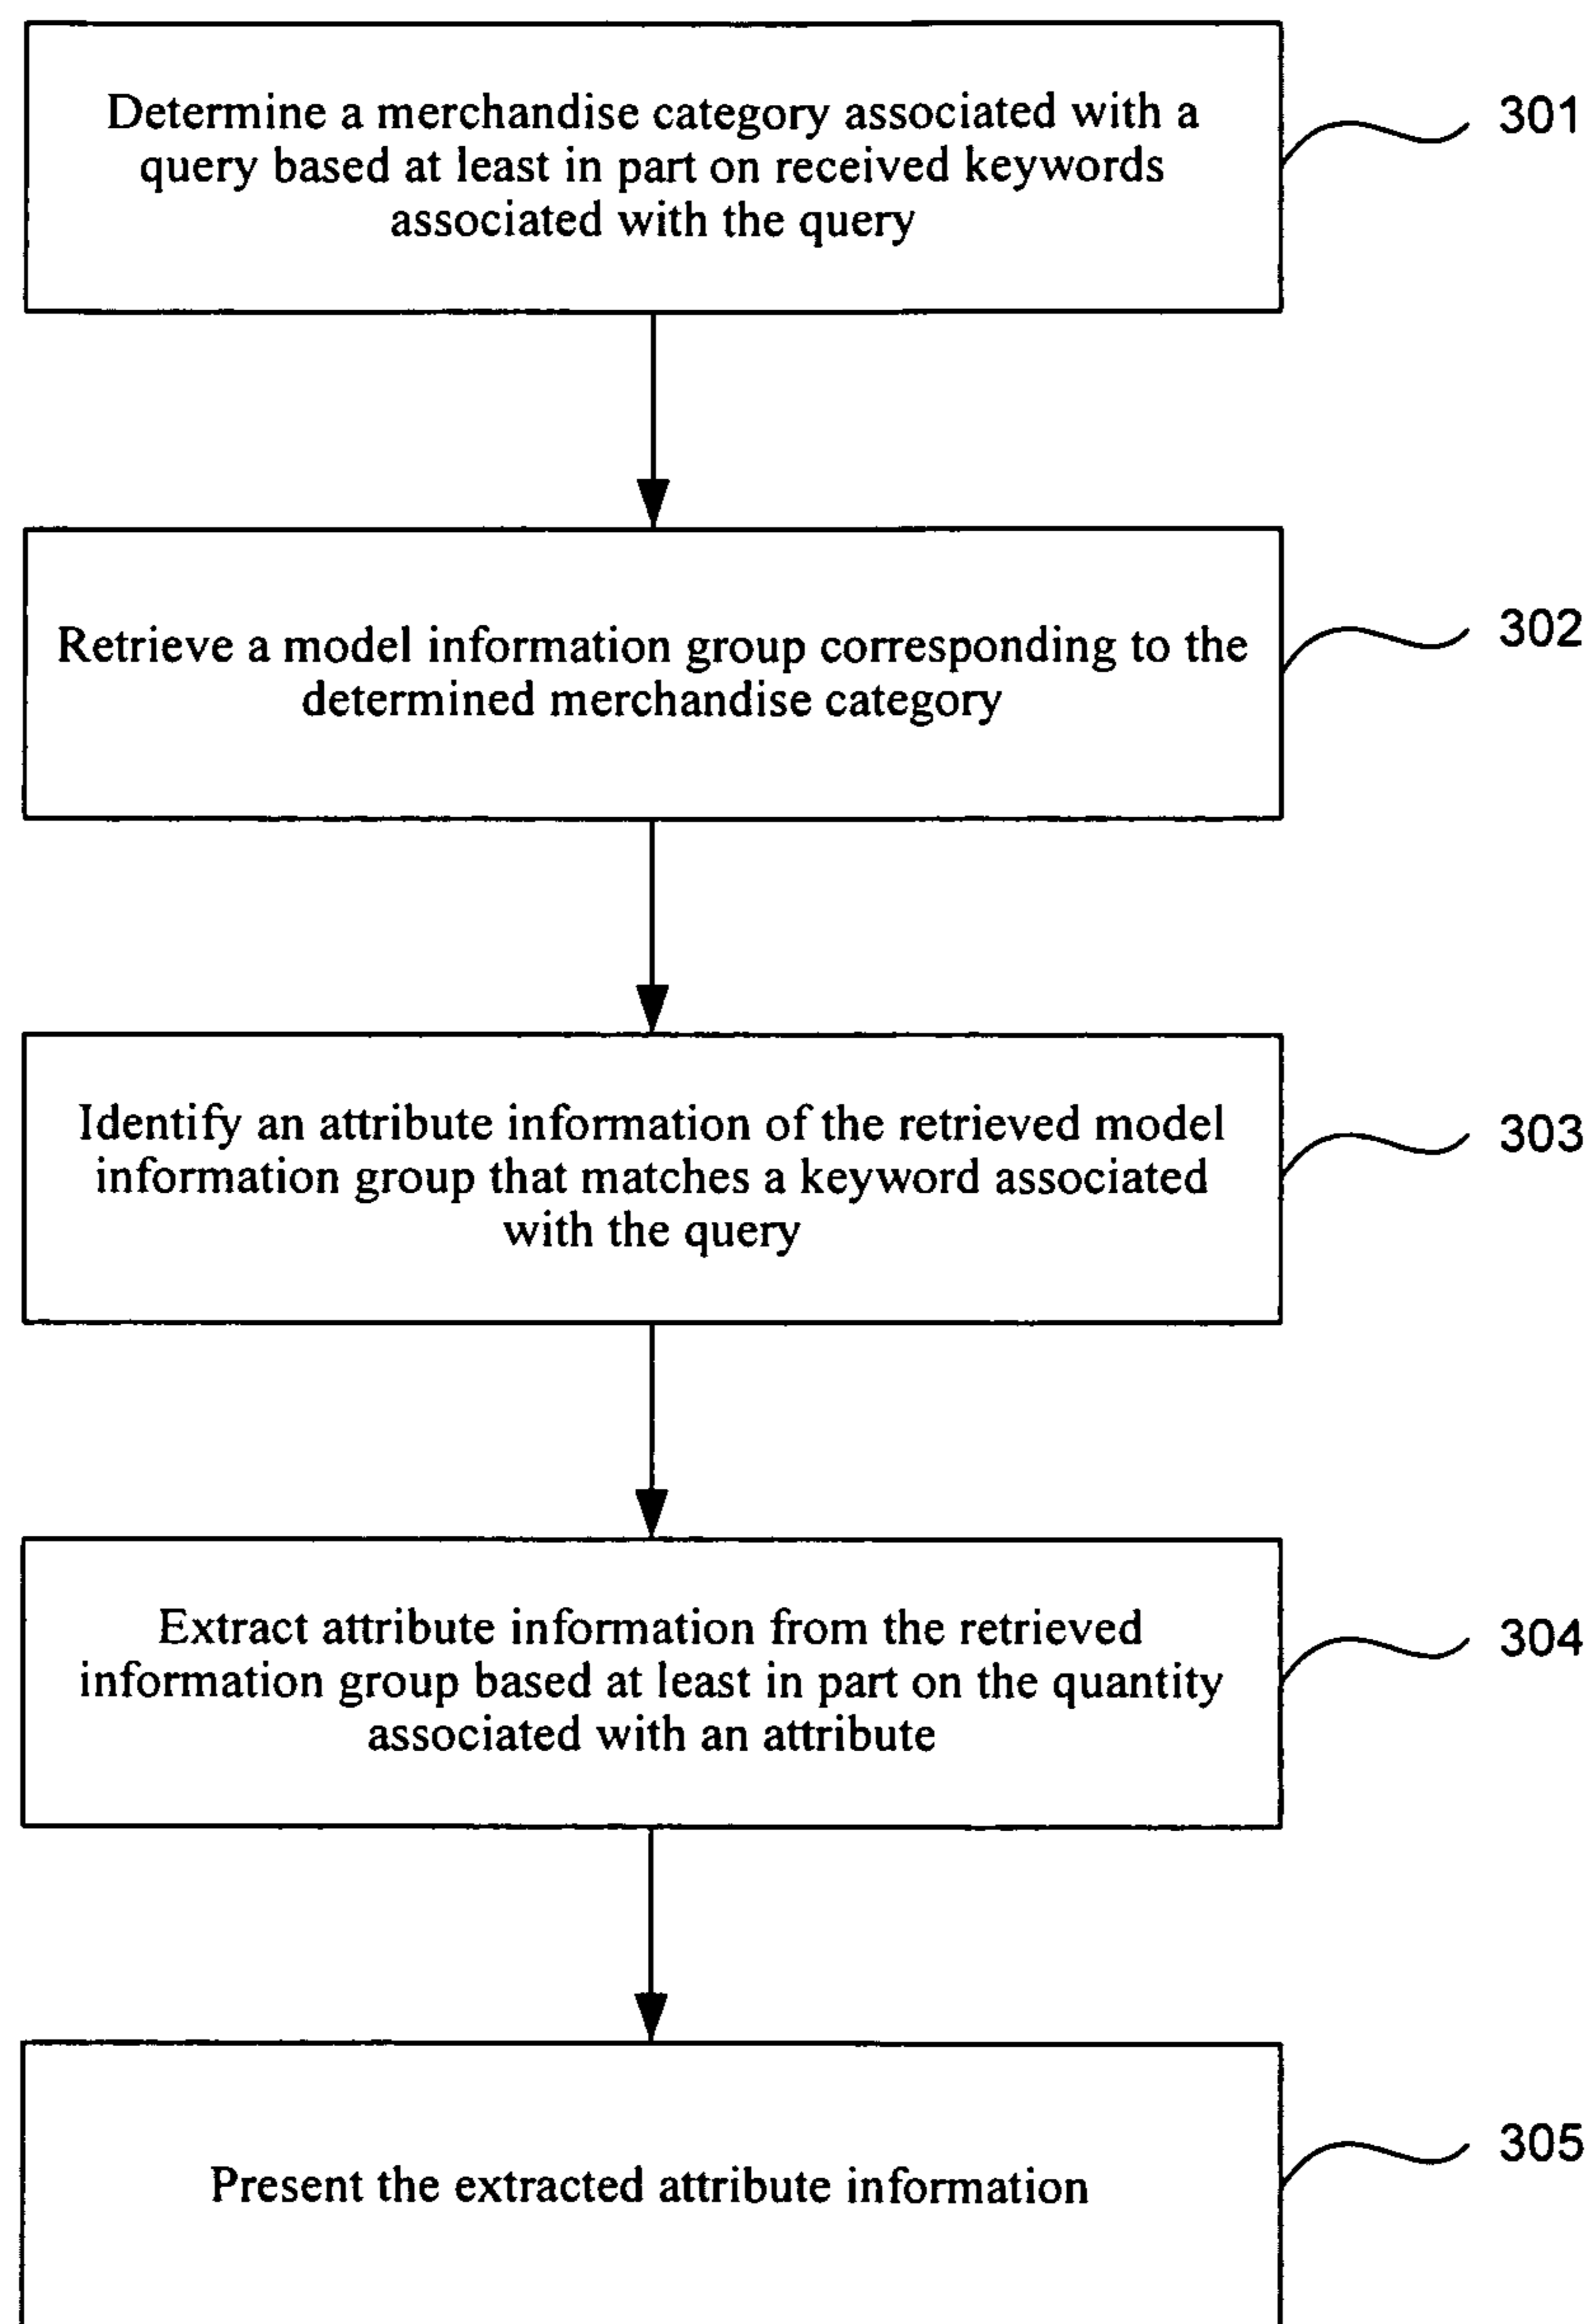 Determine a merchandise category associated with a
query based at least in part on received keywords
associated with the query
301
Retrieve a model information group corresponding to the
determined merchandise category
302
Identify an attribute information of the retrieved model
information group that matches a keyword associated
with the query
303
Extract attribute information from the retrieved
information group based at least in part on the quantity
associated with an attribute
304
Present the extracted attribute information
305